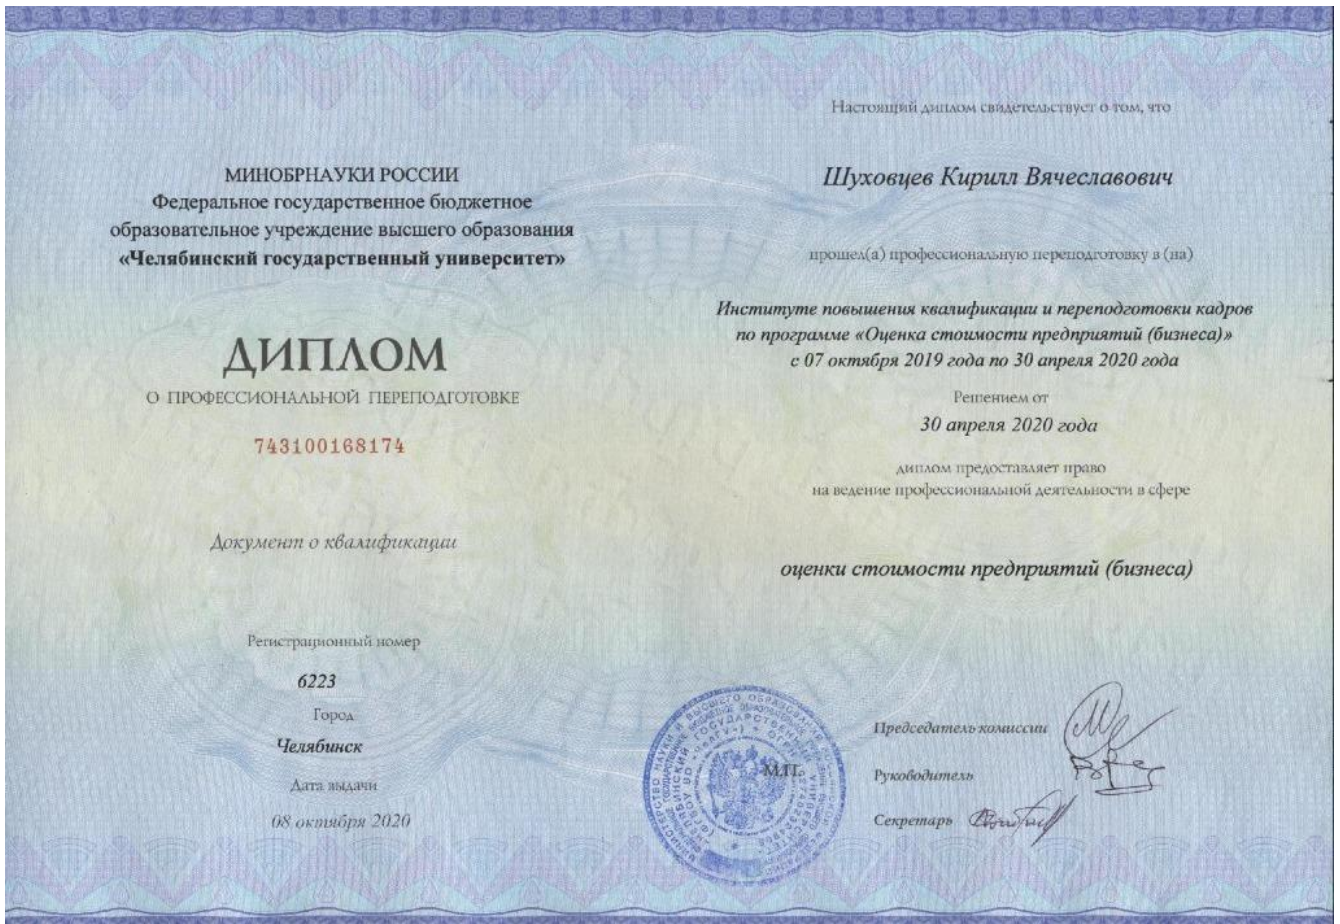 МИНОБРНАУКИ РОССИИ
Федеральное государственное бюджетное
образовательное учреждение высшего образования
«Челябинский государственный университет»
ДИПЛОМ
О ПРОФЕССИОНАЛЬНОЙ ПЕРЕПОДГОТОВКЕ
743100168174
Документ о квалификации
Регистрационный номер
6223
Город
Челябинск
Дата выдачи
08 октября 2020
Настоящий диплом свидетельствует о том, что
Шуховцев Кирилл Вячеславович
прошел(а) профессиональную переподготовку в (на)
Институте повышения квалификации и переподготовки кадров
по программе «Оценка стоимости предприятий (бизнеса)»
с 07 октября 2019 года по 30 апреля 2020 года
Решением от
30 апреля 2020 года
диплом предоставляет право
на ведение профессиональной деятельности в сфере
оценки стоимости предприятий (бизнеса)
М.П.
Председатель комиссии
Руководитель
Секретарь